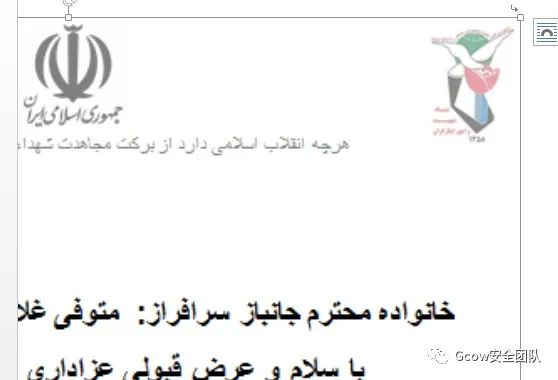 جمهوری اسلامی ایران
هرچه انقلاب اسلامی دارد از برکت مجاهدت شهداء
بنیاد
شهید
و امور ایثارگران
۱۳۵۸
خانواده محترم جانباز سرافراز: متوفی غلا
با سلام و عرض قبولی عزاداری
Gcow安全团队